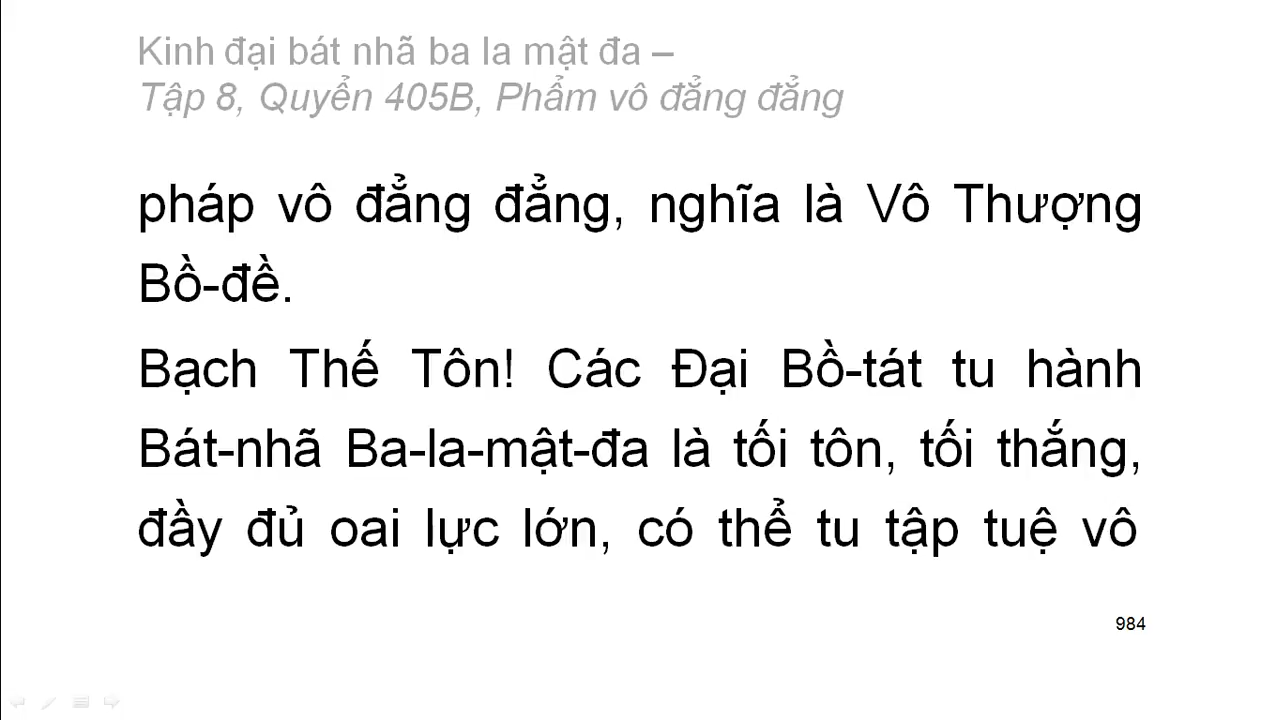 Kinh đại bát nhã ba la mật đa –
Tập 8, Quyển 405B, Phẩm vô đẳng đẳng
pháp vô đẳng đẳng, nghĩa là Vô Thượng
Bồ-đề.
Bạch Thế Tôn! Các Đại Bồ-tát tu hành
Bát-nhã Ba-la-mật-đa là tối tôn, tối thắng,
đầy đủ oai lực lớn, có thể tu tập tuệ vô
984